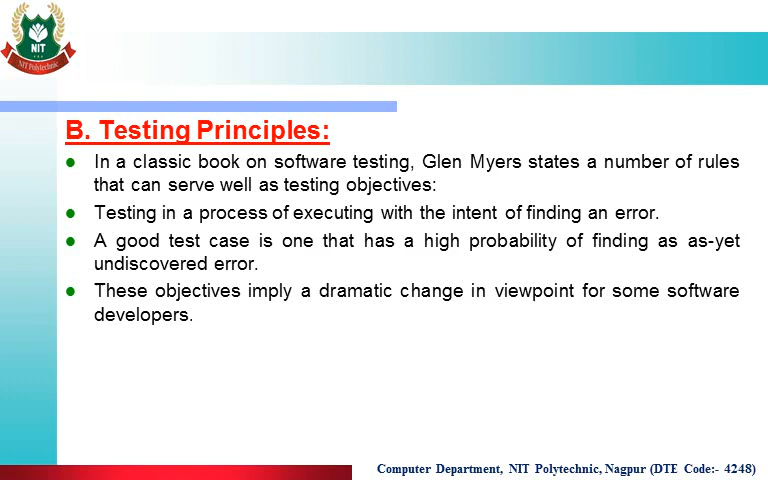 NIT
NIT Polytechnic
B. Testing Principles:
In a classic book on software testing, Glen Myers states a number of rules
that can serve well as testing objectives:
Testing in a process of executing with the intent of finding an error.
A good test case is one that has a high probability of finding as as-yet
undiscovered error.
These objectives imply a dramatic change in viewpoint for some software
developers.
Computer Department, NIT Polytechnic, Nagpur (DTE Code:- 4248)